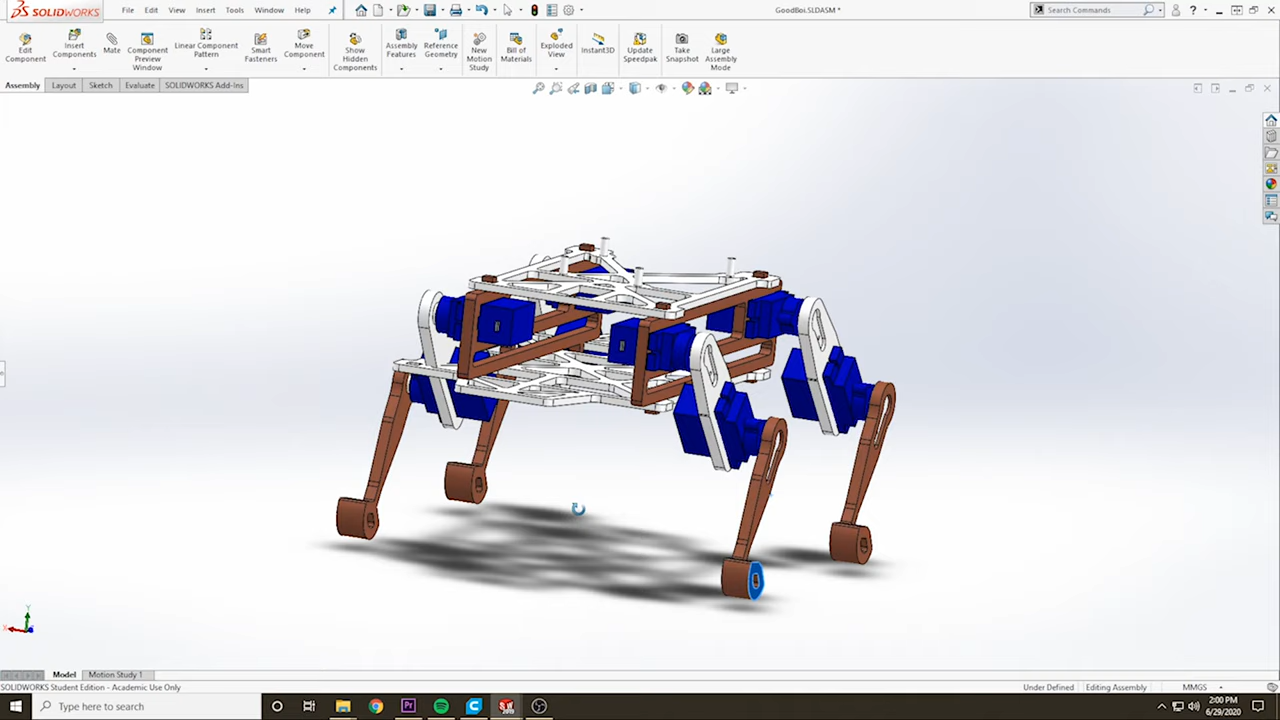 SOLIDWORKS File Edit View Insert Tools Window Help GoodBoi.SLDASM * Search Commands
Edit Component
Insert Components
Mate
Component Preview Window
Linear Component Pattern
Smart Fasteners
Move Component
Show Hidden Components
Assembly Features
Reference Geometry
New Motion Study
Bill of Materials
Exploded View
Instant3D
Update Speedpak
Take Snapshot
Large Assembly Mode
Assembly Layout Sketch Evaluate SOLIDWORKS Add-Ins
Y
X
Model Motion Study 1
SOLIDWORKS Student Edition - Academic Use Only Under Defined Editing Assembly MMGS
Type here to search Pr 2:00 PM
6/29/2020